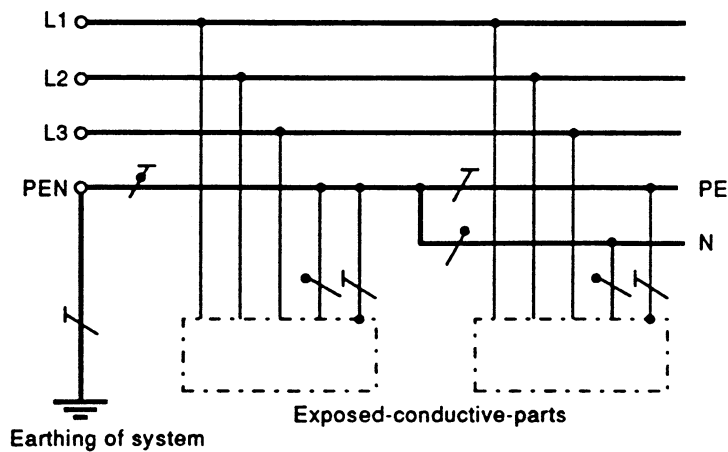 L1
L2
L3
PEN
PE
N
Exposed-conductive-parts
Earthing of system